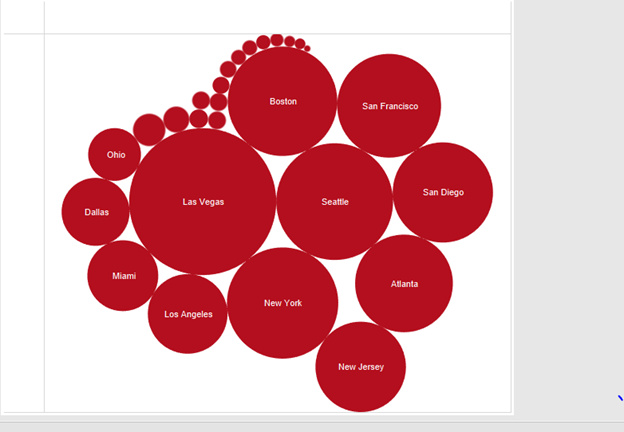 Boston
San Francisco
Ohio
San Diego
Las Vegas
Seattle
Dallas
Miami
Atlanta
New York
Los Angeles
New Jersey